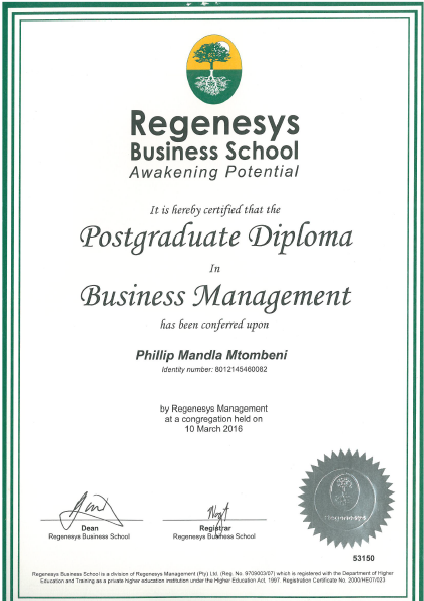 Regenesys
Business School
Awakening Potential
It is hereby certified that the
Postgraduate Diploma
In
Business Management
has been conferred upon
Phillip Mandla Mtombeni
Identity number: 8012145460082
by Regenesys Management
at a congregation held on
10 March 2016
Dean
Regenesys Business School
Registrar
Regenesys Business School
REGENESYS
53150
Regenesys Business School is a division of Regenesys Management (Pty) Ltd. (Reg. No. 9709003/07) which is registered with the Department of Higher
Education and Training as a private higher education institution under the Higher Education Act, 1997. Registration Certificate No. 2000/HE07/023